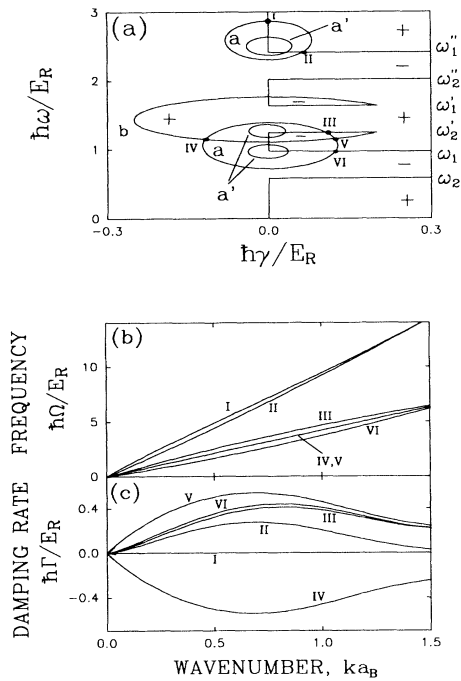 (a)
3
2
1
0
ħω/E_R
-0.3
0.0
0.3
ħγ/E_R
I
a
a'
II
+
−
ω₁''
ω₂''
ω₁'
ω₂'
ω₁
ω₂
b
+
−
+
III
IV
V
VI
−
−
a
a'
+
(b)
DAMPING RATE FREQUENCY
ħΩ/E_R
10
5
0
I
II
III
IV,V
VI
(c)
ħΓ/E_R
0.4
0.0
-0.4
V
VI
III
II
I
IV
0.0
0.5
1.0
1.5
WAVENUMBER, ka_B